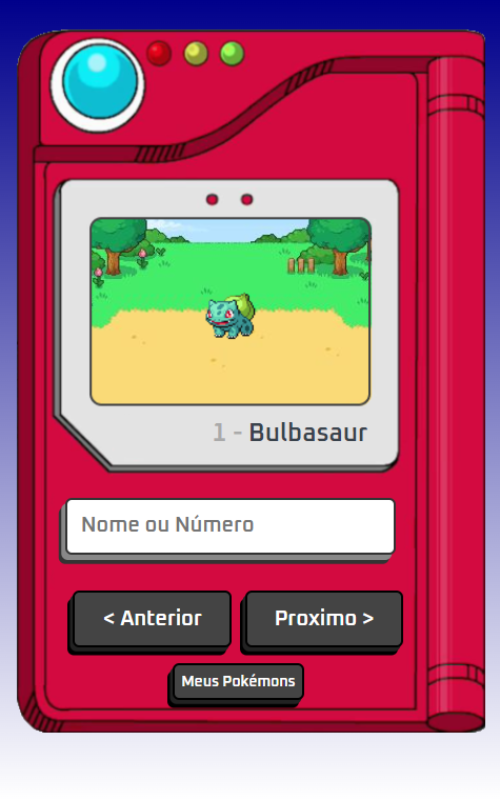 1 - Bulbasaur
Nome ou Número
< Anterior
Proximo >
Meus Pokémons